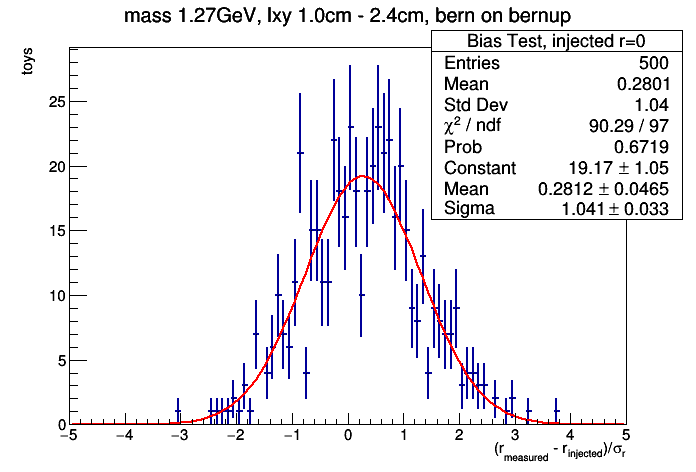 mass 1.27GeV, lxy 1.0cm - 2.4cm, bern on bernup
Bias Test, injected r=0
Entries 500
Mean 0.2801
Std Dev 1.04
χ² / ndf 90.29 / 97
Prob 0.6719
Constant 19.17 ± 1.05
Mean 0.2812 ± 0.0465
Sigma 1.041 ± 0.033
toys
25
20
15
10
5
0
−5 −4 −3 −2 −1 0 1 2 3 4 5
(r_measured - r_injected)/σ_r